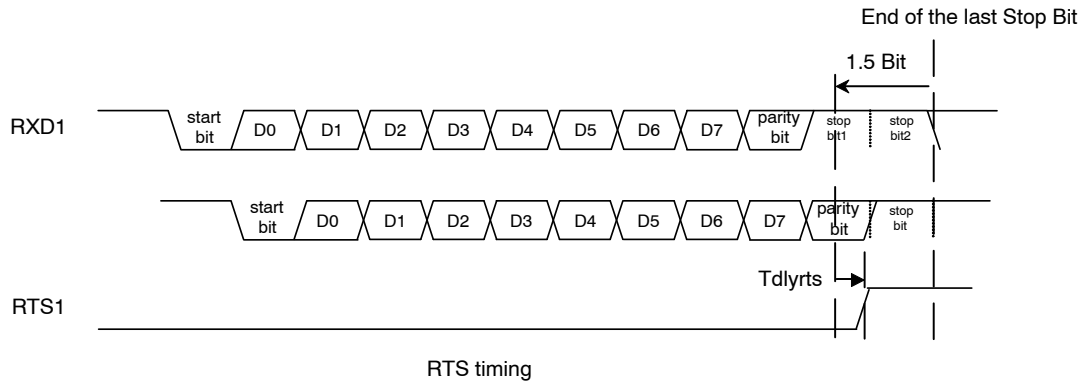 End of the last Stop Bit
1.5 Bit
RXD1
start bit D0 D1 D2 D3 D4 D5 D6 D7 parity bit stop bit1 stop bit2
start bit D0 D1 D2 D3 D4 D5 D6 D7 parity bit stop bit
Tdlyrts
RTS1
RTS timing